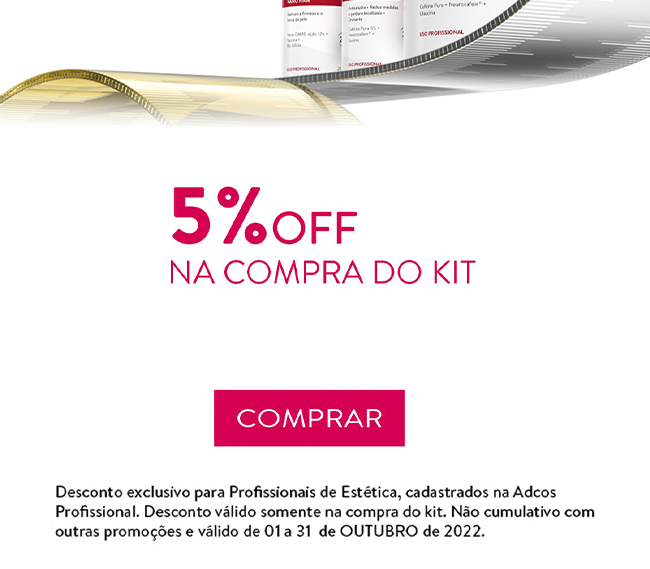 USO PROFISSIONAL
USO PROFISSIONAL
USO PROFISSIONAL
5% OFF
NA COMPRA DO KIT
COMPRAR
Desconto exclusivo para Profissionais de Estética, cadastrados na Adcos
Profissional. Desconto válido somente na compra do kit. Não cumulativo com
outras promoções e válido de 01 a 31 de OUTUBRO de 2022.